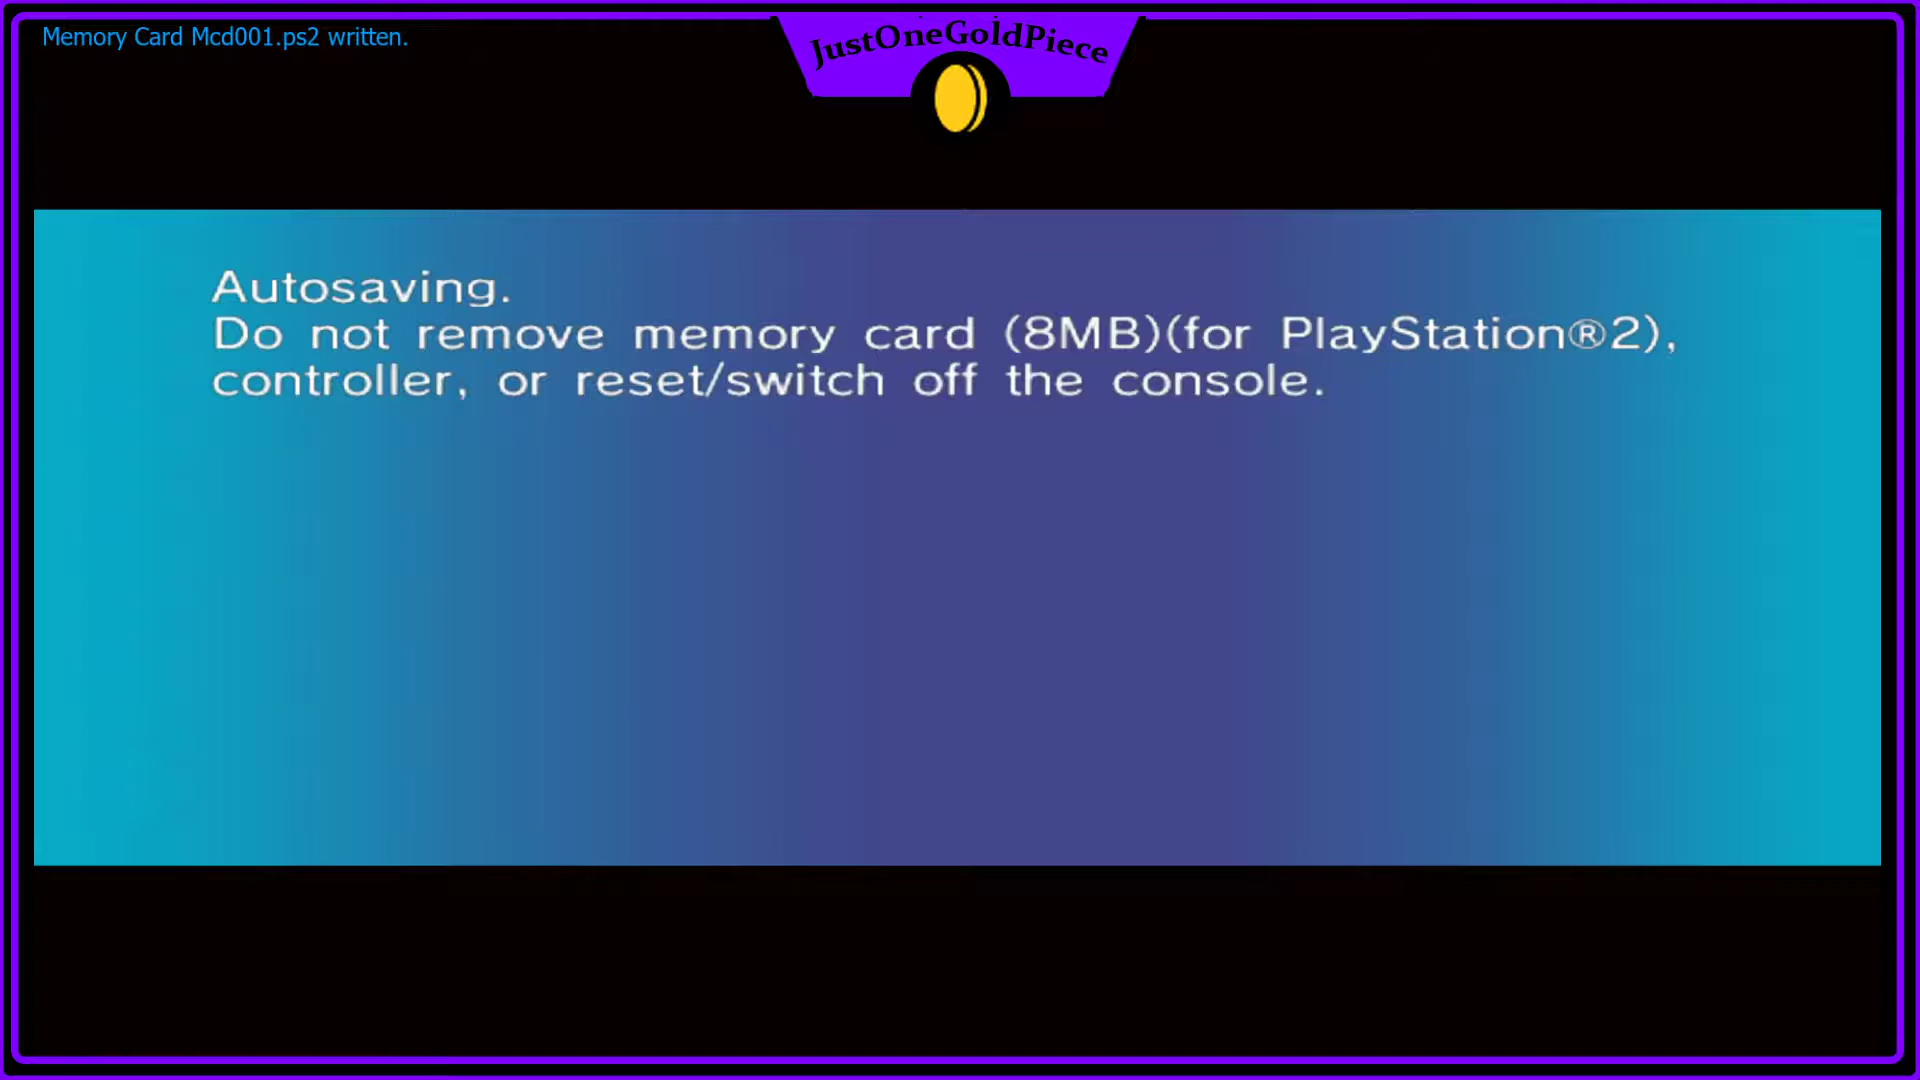 Memory Card Mcd001.ps2 written.
JustOneGoldPiece
Autosaving.
Do not remove memory card (8MB)(for PlayStation®2),
controller, or reset/switch off the console.